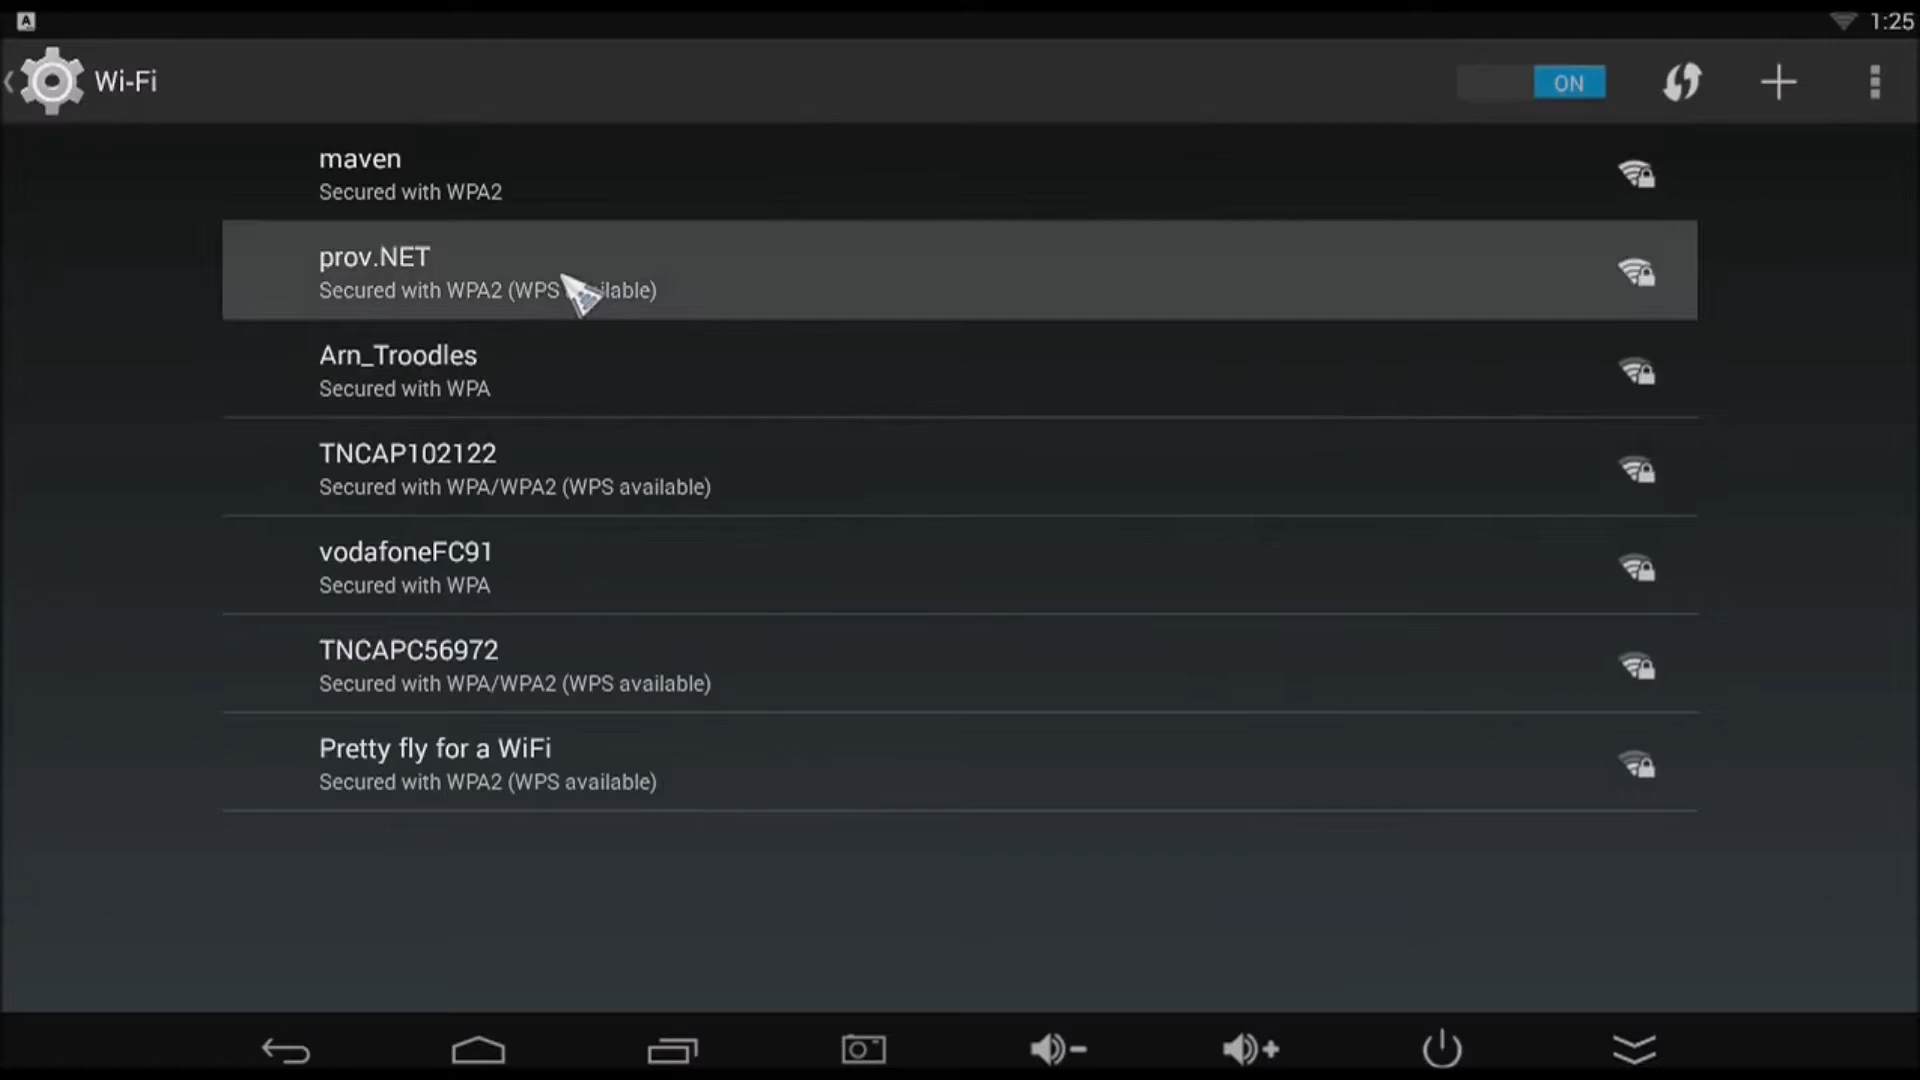 A
1:25
Wi-Fi
ON
maven
Secured with WPA2
prov.NET
Secured with WPA2 (WPS ilable)
Arn_Troodles
Secured with WPA
TNCAP102122
Secured with WPA/WPA2 (WPS available)
vodafoneFC91
Secured with WPA
TNCAPC56972
Secured with WPA/WPA2 (WPS available)
Pretty fly for a WiFi
Secured with WPA2 (WPS available)